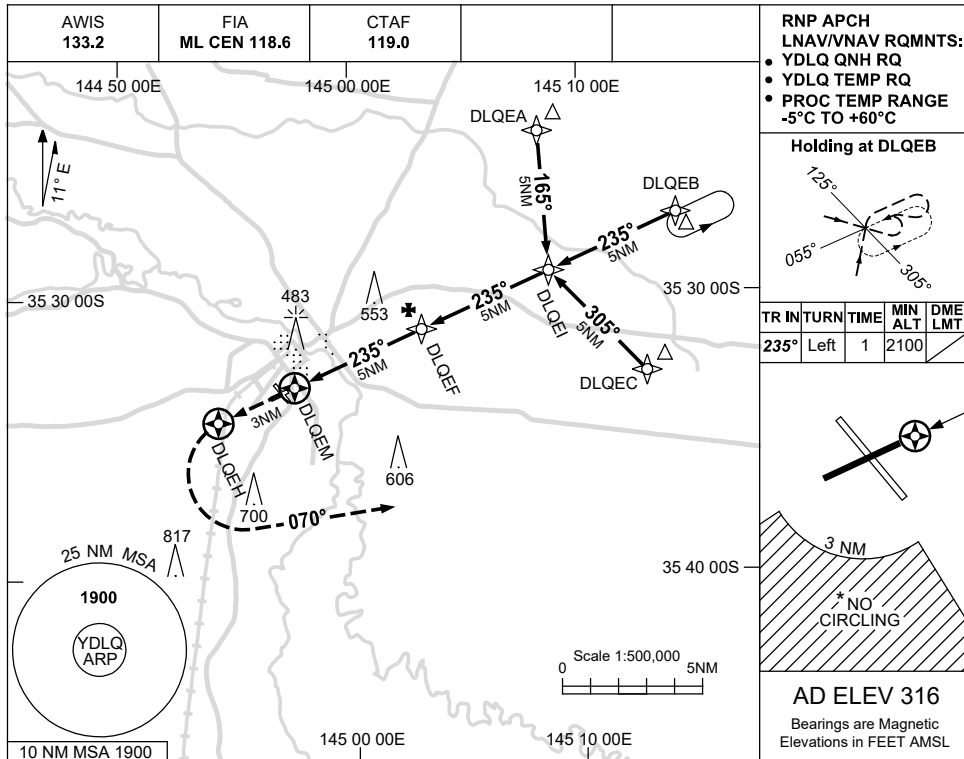 AWIS
133.2
FIA
ML CEN 118.6
CTAF
119.0
RNP APCH
LNAV/VNAV RQMNTS:
• YDLQ QNH RQ
• YDLQ TEMP RQ
• PROC TEMP RANGE
-5°C TO +60°C
144 50 00E
145 00 00E
145 10 00E
11° E
DLQEA
165°
5NM
DLQEB
235°
5NM
Holding at DLQEB
125°
055°
305°
35 30 00S
35 30 00S
483
553
235°
5NM
DLQEI
305°
5NM
DLQEC
DLQEF
235°
5NM
TR IN TURN TIME MIN ALT DME LMT
235° Left 1 2100
DLQEM
3NM
DLQEH
700
606
070°
817
25 NM MSA
1900
YDLQ
ARP
10 NM MSA 1900
35 40 00S
Scale 1:500,000
0 5NM
145 00 00E
145 10 00E
3 NM
* NO
CIRCLING
AD ELEV 316
Bearings are Magnetic
Elevations in FEET AMSL